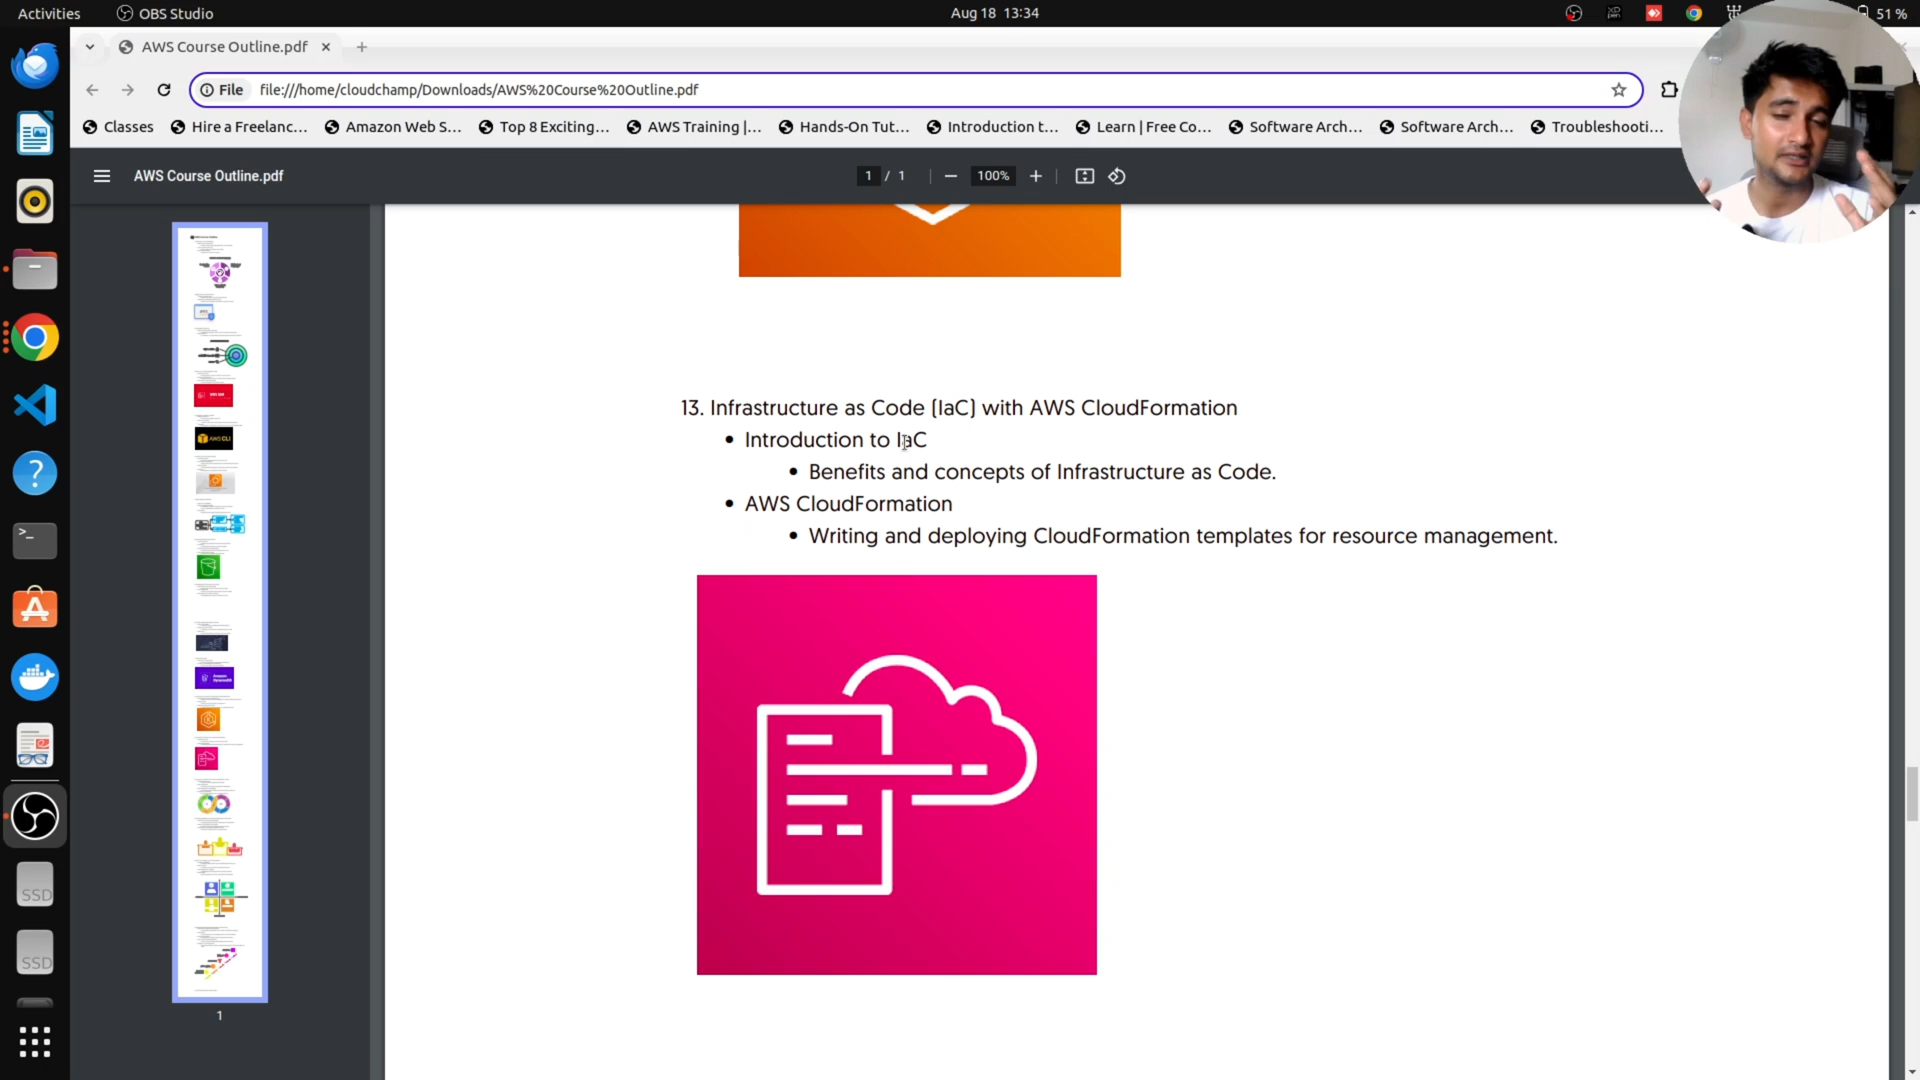 Activities
OBS Studio
Aug 18 13:34
51 %
AWS Course Outline.pdf
File
file:///home/cloudchamp/Downloads/AWS%20Course%20Outline.pdf
Classes
Hire a Freelanc...
Amazon Web S...
Top 8 Exciting...
AWS Training |...
Hands-On Tut...
Introduction t...
Learn | Free Co...
Software Arch...
Software Arch...
Troubleshooti...
AWS Course Outline.pdf
1 / 1
100%
13. Infrastructure as Code (IaC) with AWS CloudFormation
• Introduction to IaC
• Benefits and concepts of Infrastructure as Code.
• AWS CloudFormation
• Writing and deploying CloudFormation templates for resource management.
SSD
SSD
1